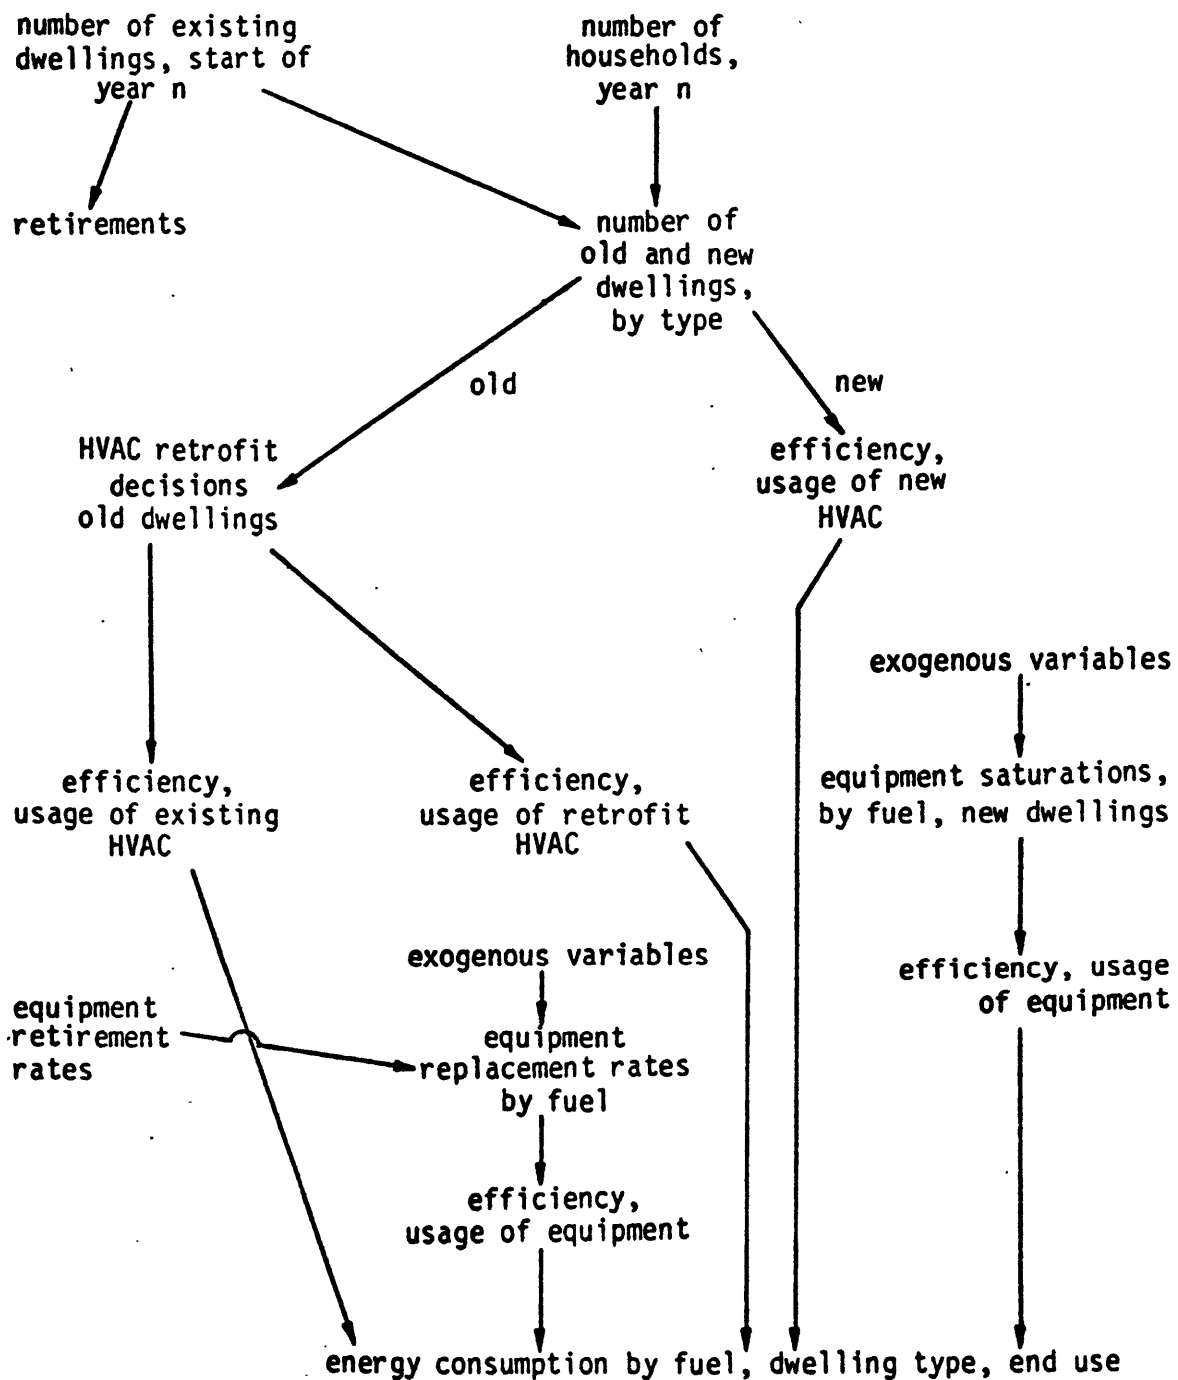 number of existing
dwellings, start of
year n
number of
households,
year n
retirements
number of
old and new
dwellings,
by type
old
new
HVAC retrofit
decisions
old dwellings
efficiency,
usage of new
HVAC
exogenous variables
efficiency,
usage of existing
HVAC
efficiency,
usage of retrofit
HVAC
equipment saturations,
by fuel, new dwellings
exogenous variables
efficiency, usage
of equipment
equipment
retirement
rates
equipment
replacement rates
by fuel
efficiency,
usage of equipment
energy consumption by fuel, dwelling type, end use